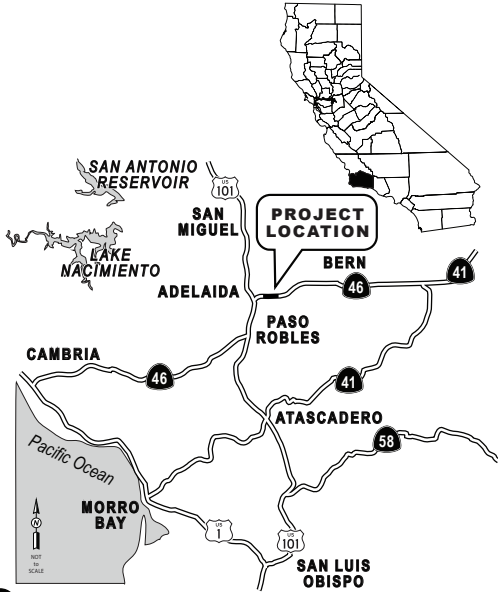 SAN ANTONIO
RESERVOIR
US
101
SAN
MIGUEL
PROJECT
LOCATION
LAKE
NACIMIENTO
BERN
41
46
ADELAIDA
PASO
ROBLES
CAMBRIA
46
41
ATASCADERO
58
Pacific Ocean
MORRO
BAY
N
NOT
to
SCALE
US
1
US
101
SAN LUIS
OBISPO